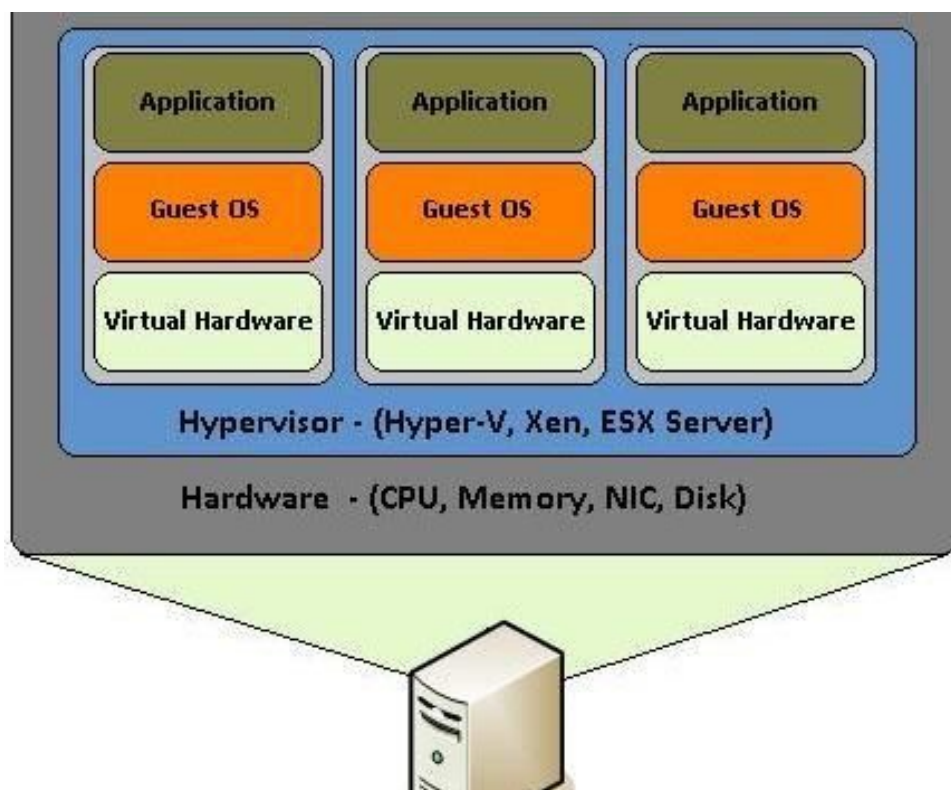 Application Application Application
Guest OS Guest OS Guest OS
Virtual Hardware Virtual Hardware Virtual Hardware
Hypervisor - (Hyper-V, Xen, ESX Server)
Hardware - (CPU, Memory, NIC, Disk)